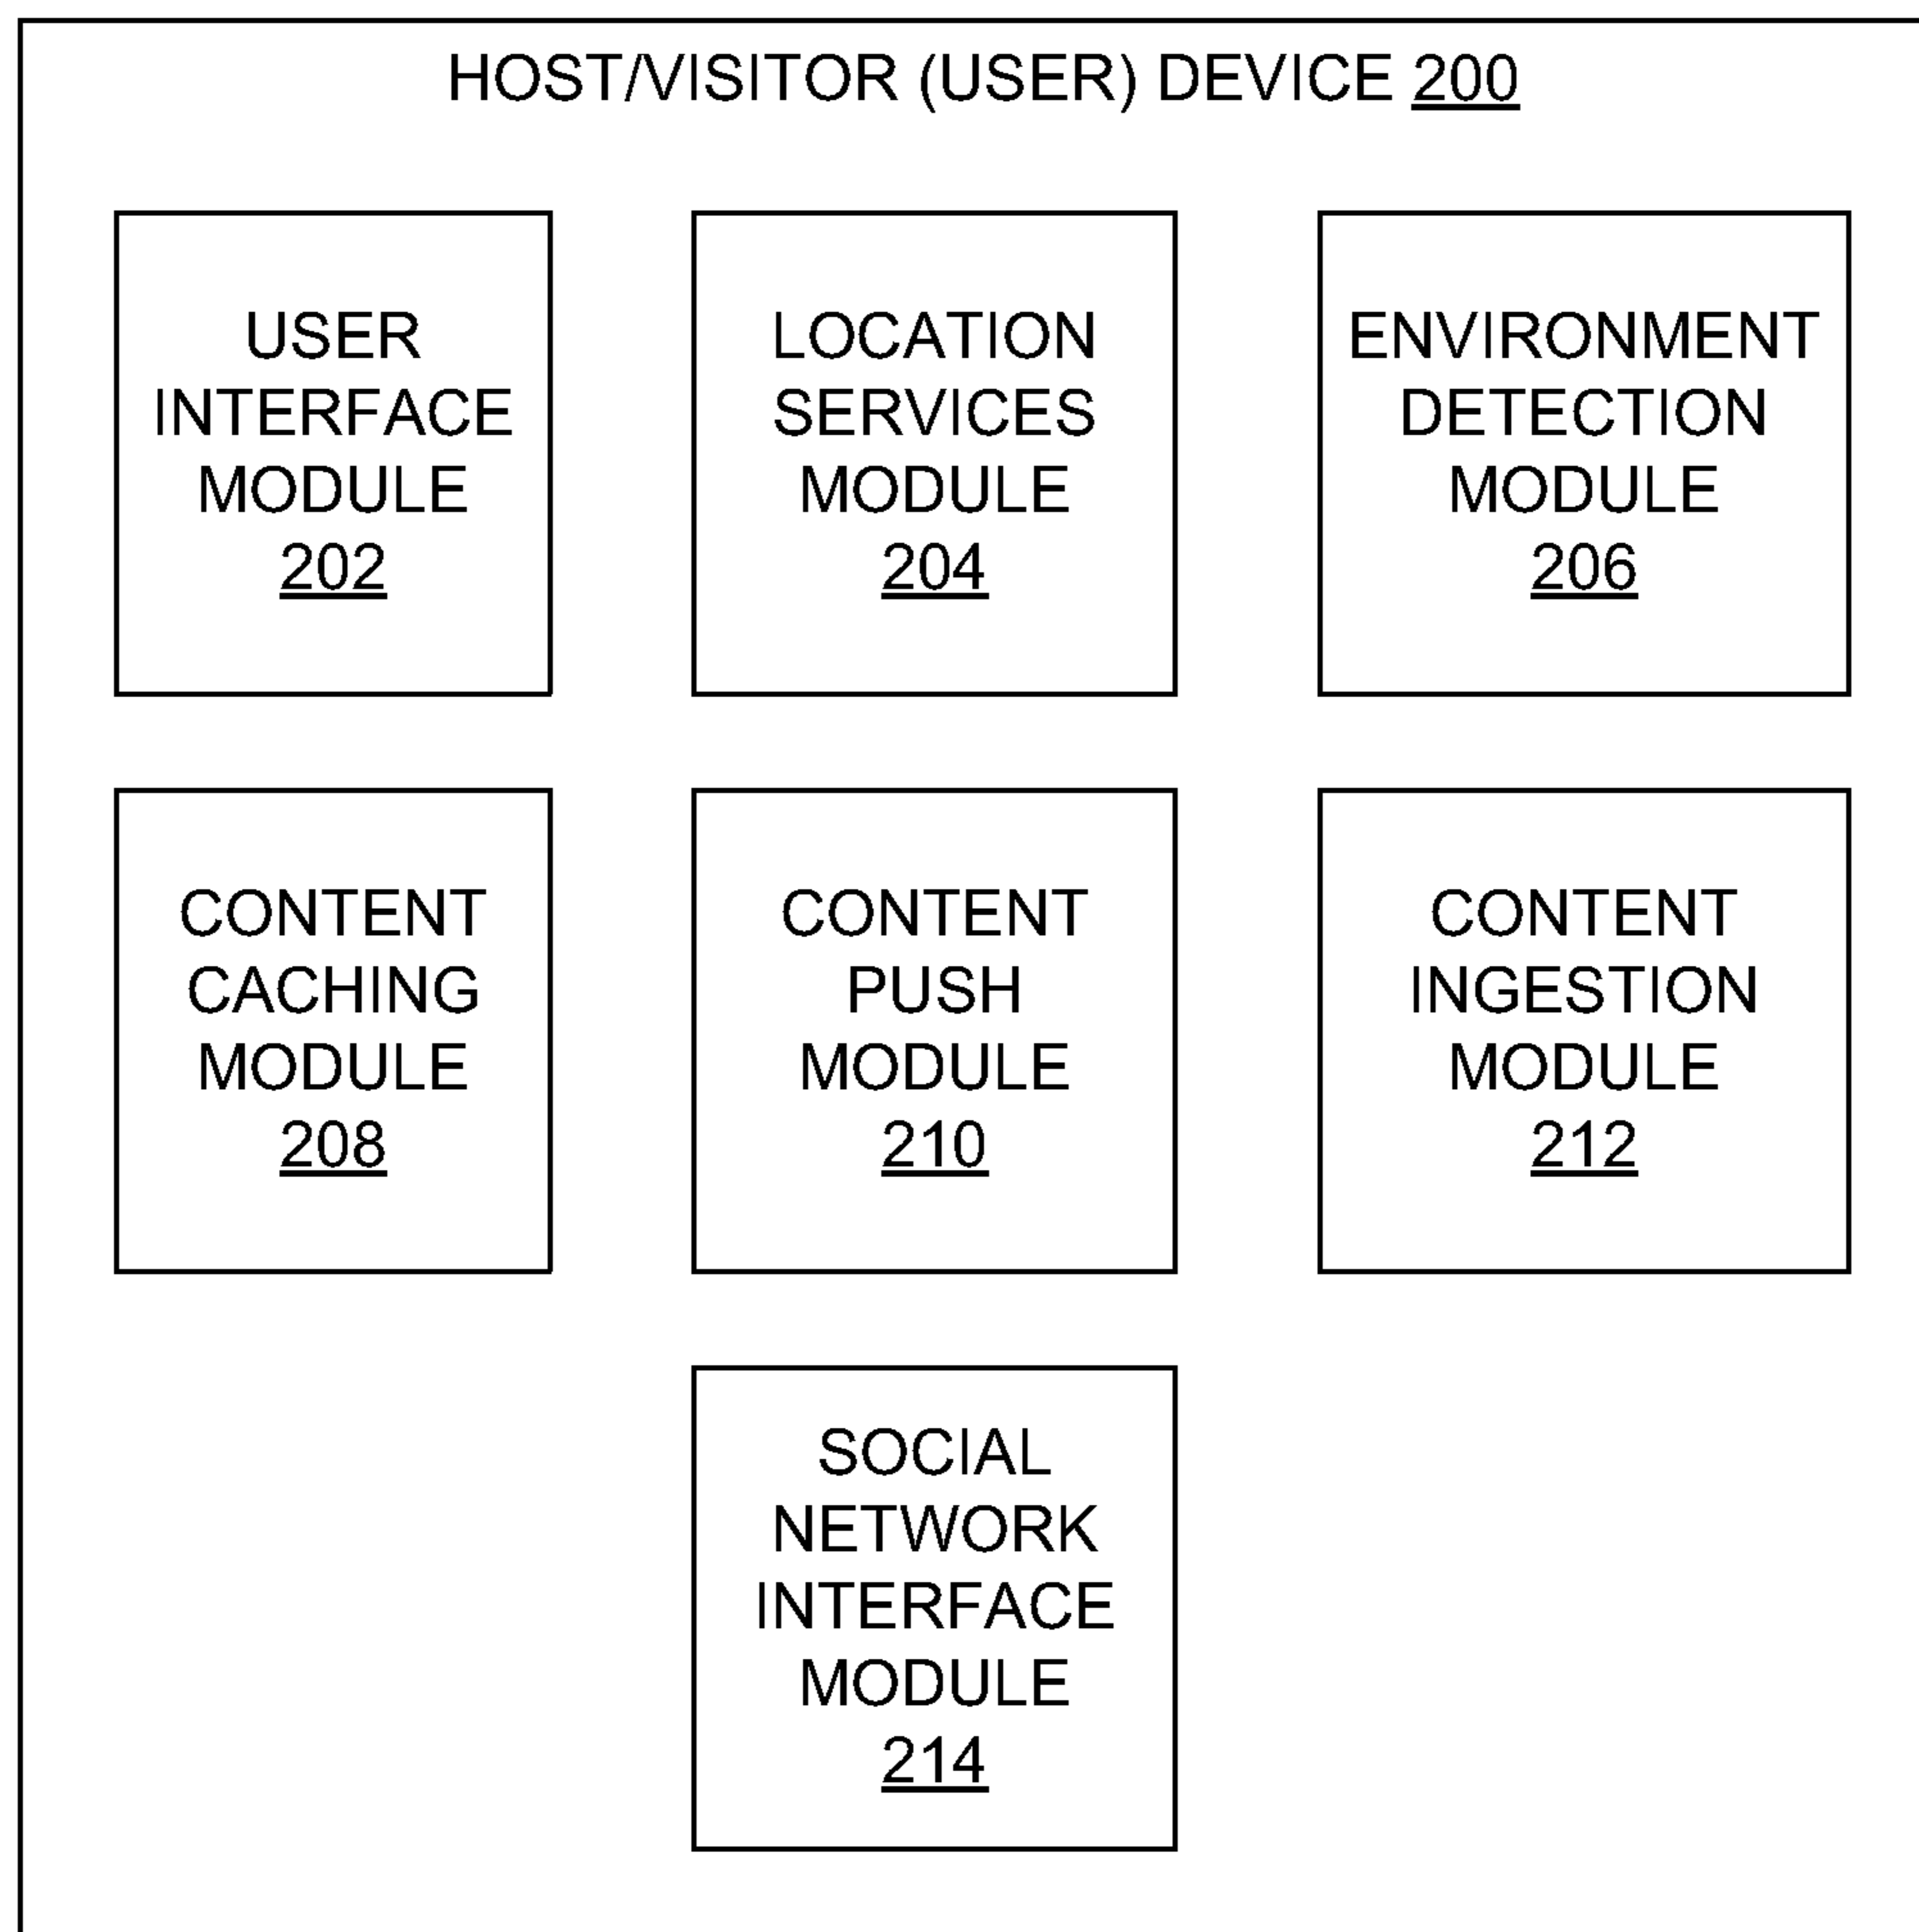 HOST/VISITOR (USER) DEVICE 200
USER
INTERFACE
MODULE
202
LOCATION
SERVICES
MODULE
204
ENVIRONMENT
DETECTION
MODULE
206
CONTENT
CACHING
MODULE
208
CONTENT
PUSH
MODULE
210
CONTENT
INGESTION
MODULE
212
SOCIAL
NETWORK
INTERFACE
MODULE
214